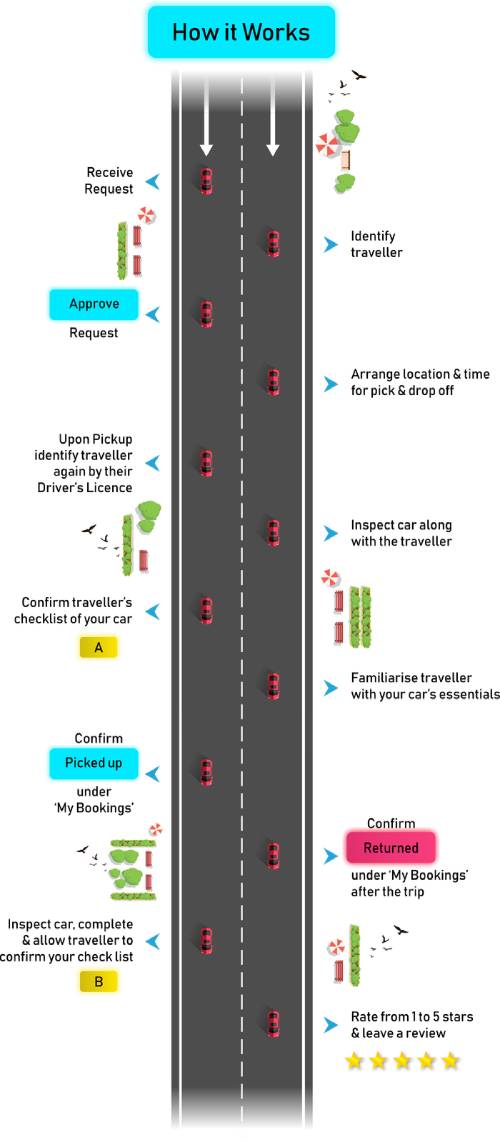 How it Works
Receive
Request
Identify
traveller
Approve
Request
Arrange location & time
for pick & drop off
Upon Pickup
identify traveller
again by their
Driver's Licence
Inspect car along
with the traveller
Confirm traveller's
checklist of your car
A
Familiarise traveller
with your car's essentials
Confirm
Picked up
under
'My Bookings'
Confirm
Returned
under 'My Bookings'
after the trip
Inspect car, complete
& allow traveller to
confirm your check list
B
Rate from 1 to 5 stars
& leave a review